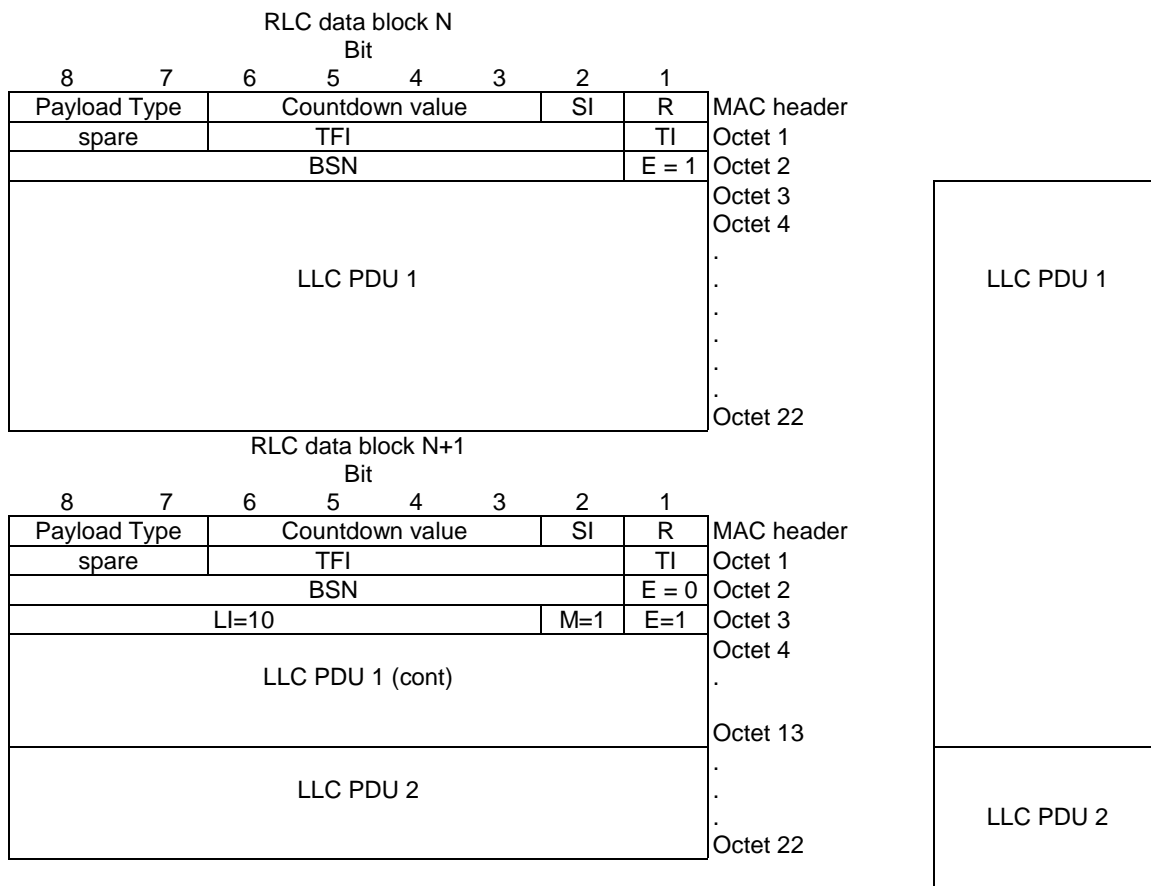 RLC data block N
Bit
8 7 6 5 4 3 2 1
Payload Type Countdown value SI R MAC header
spare TFI TI Octet 1
BSN E = 1 Octet 2
Octet 3
Octet 4
.
LLC PDU 1 . LLC PDU 1
.
.
.
.
Octet 22
RLC data block N+1
Bit
8 7 6 5 4 3 2 1
Payload Type Countdown value SI R MAC header
spare TFI TI Octet 1
BSN E = 0 Octet 2
LI=10 M=1 E=1 Octet 3
Octet 4
LLC PDU 1 (cont) .
Octet 13
.
LLC PDU 2 .
. LLC PDU 2
Octet 22